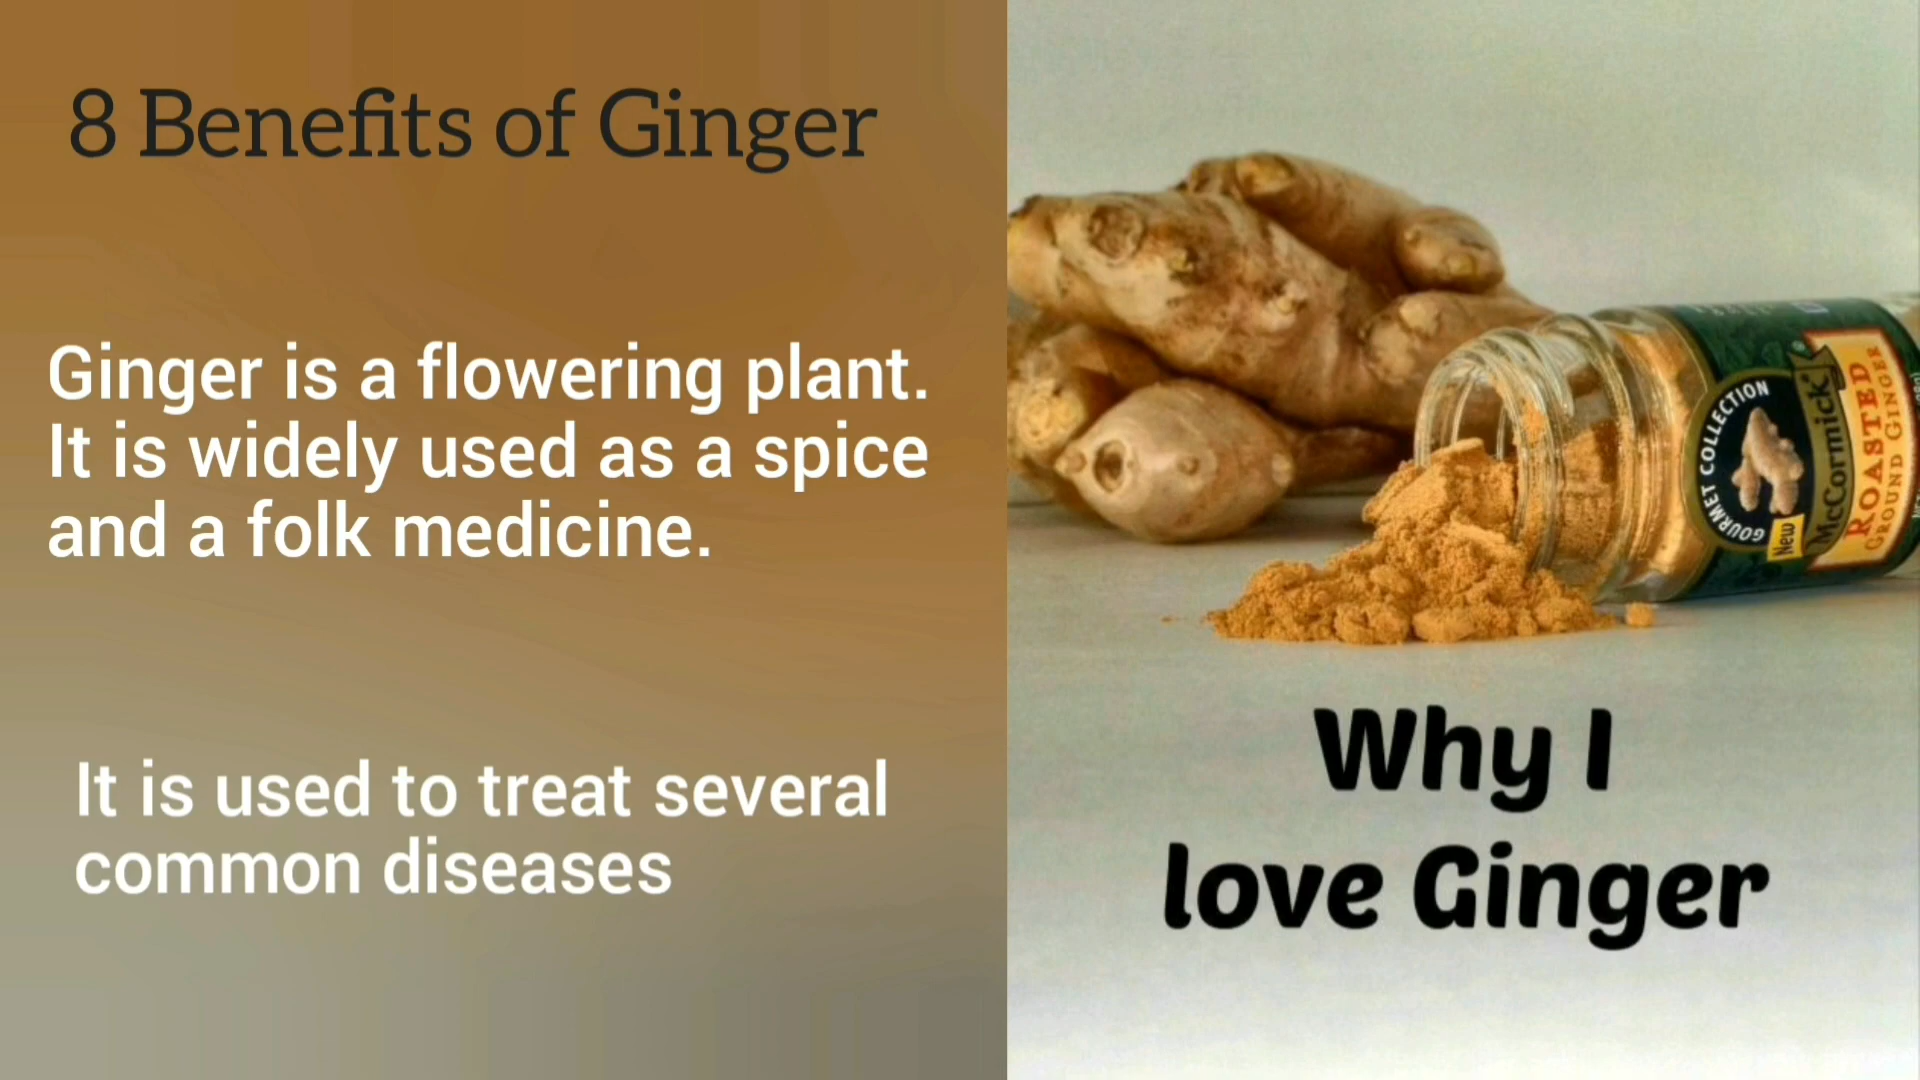 8 Benefits of Ginger
Ginger is a flowering plant.
It is widely used as a spice
and a folk medicine.
It is used to treat several
common diseases
GOURMET COLLECTION
New
McCormick
ROASTED
GROUND GINGER
Why I
love Ginger